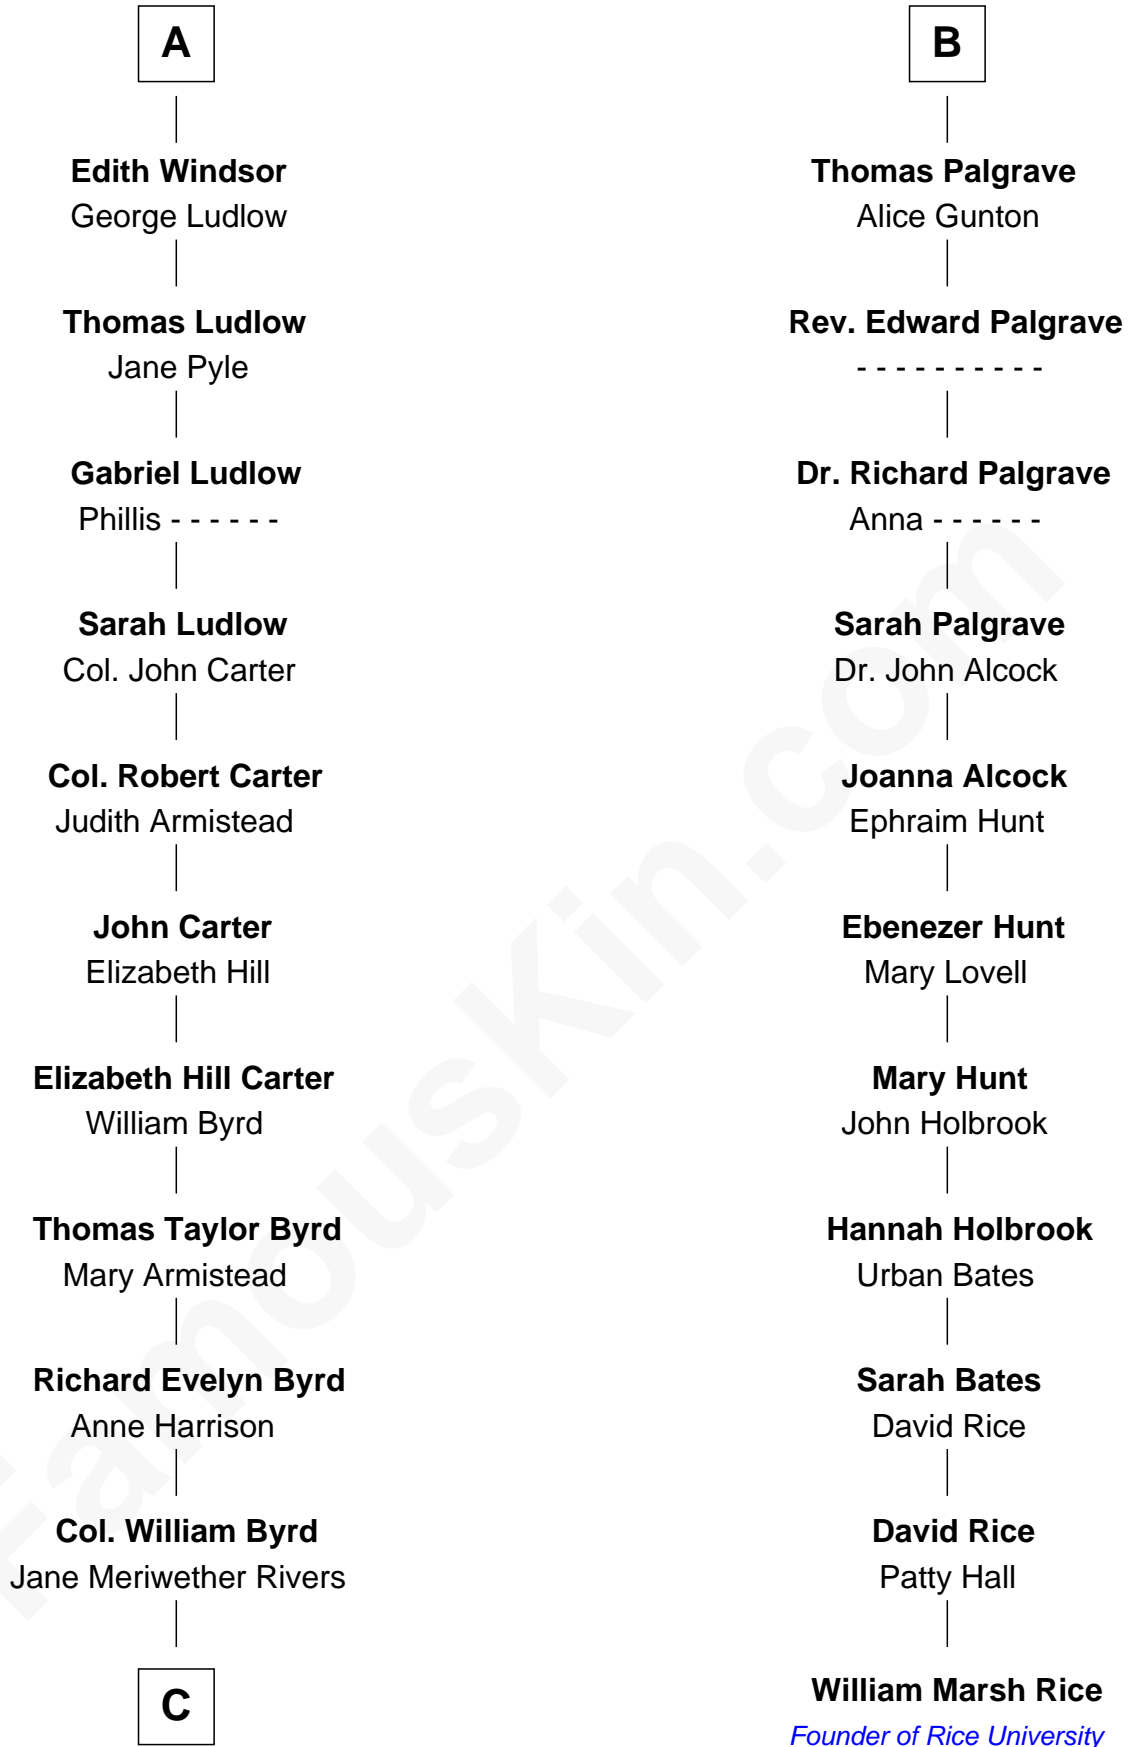 A
Edith Windsor
George Ludlow
Thomas Ludlow
Jane Pyle
Gabriel Ludlow
Phillis - - - - - -
Sarah Ludlow
Col. John Carter
Col. Robert Carter
Judith Armistead
John Carter
Elizabeth Hill
Elizabeth Hill Carter
William Byrd
Thomas Taylor Byrd
Mary Armistead
Richard Evelyn Byrd
Anne Harrison
Col. William Byrd
Jane Meriwether Rivers
C
B
Thomas Palgrave
Alice Gunton
Rev. Edward Palgrave
- - - - - - - - - -
Dr. Richard Palgrave
Anna - - - - - -
Sarah Palgrave
Dr. John Alcock
Joanna Alcock
Ephraim Hunt
Ebenezer Hunt
Mary Lovell
Mary Hunt
John Holbrook
Hannah Holbrook
Urban Bates
Sarah Bates
David Rice
David Rice
Patty Hall
William Marsh Rice
Founder of Rice University
FamousKin.com